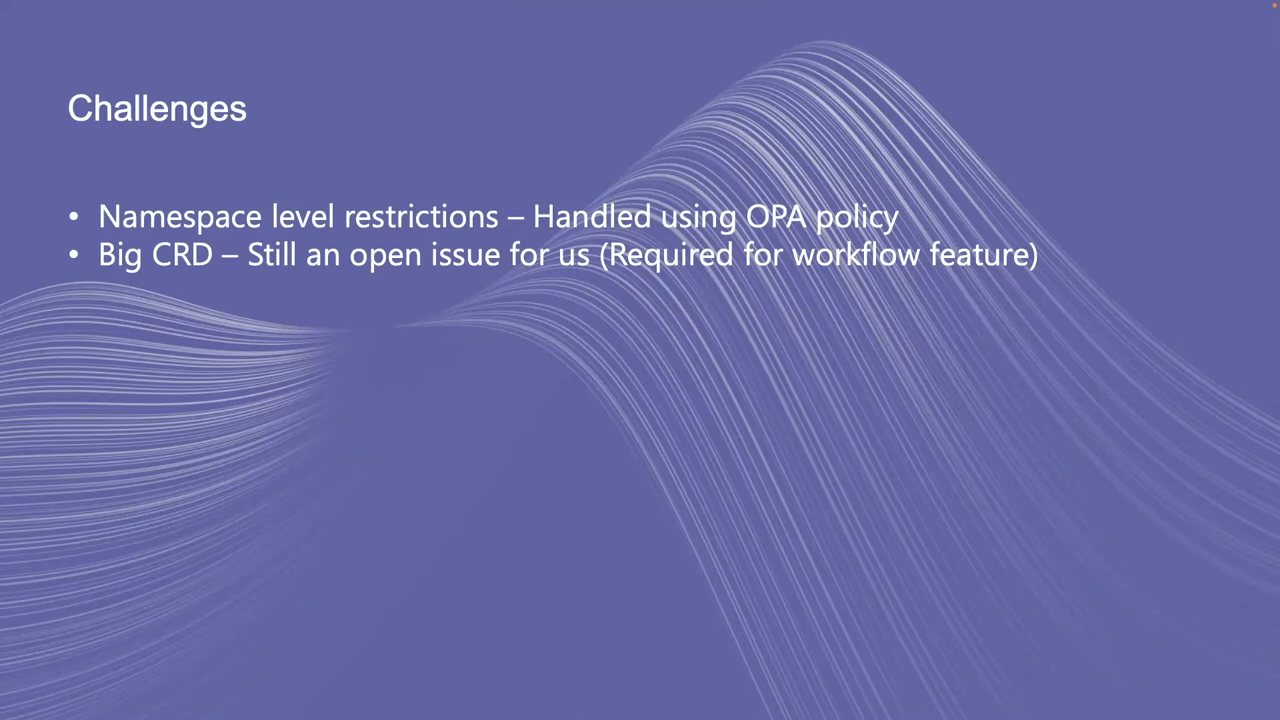 Challenges
• Namespace level restrictions – Handled using OPA policy
• Big CRD – Still an open issue for us (Required for workflow feature)